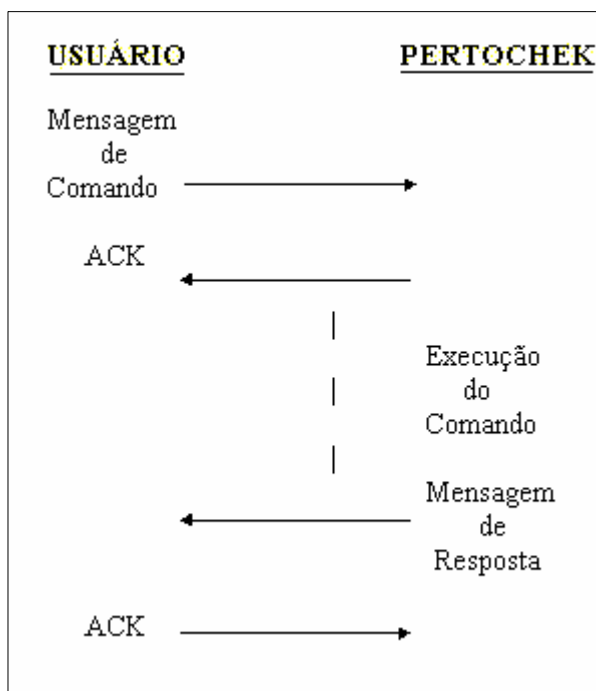 USUÁRIO PERTOCHEK
Mensagem
de
Comando
ACK
Execução
do
Comando
Mensagem
de
Resposta
ACK